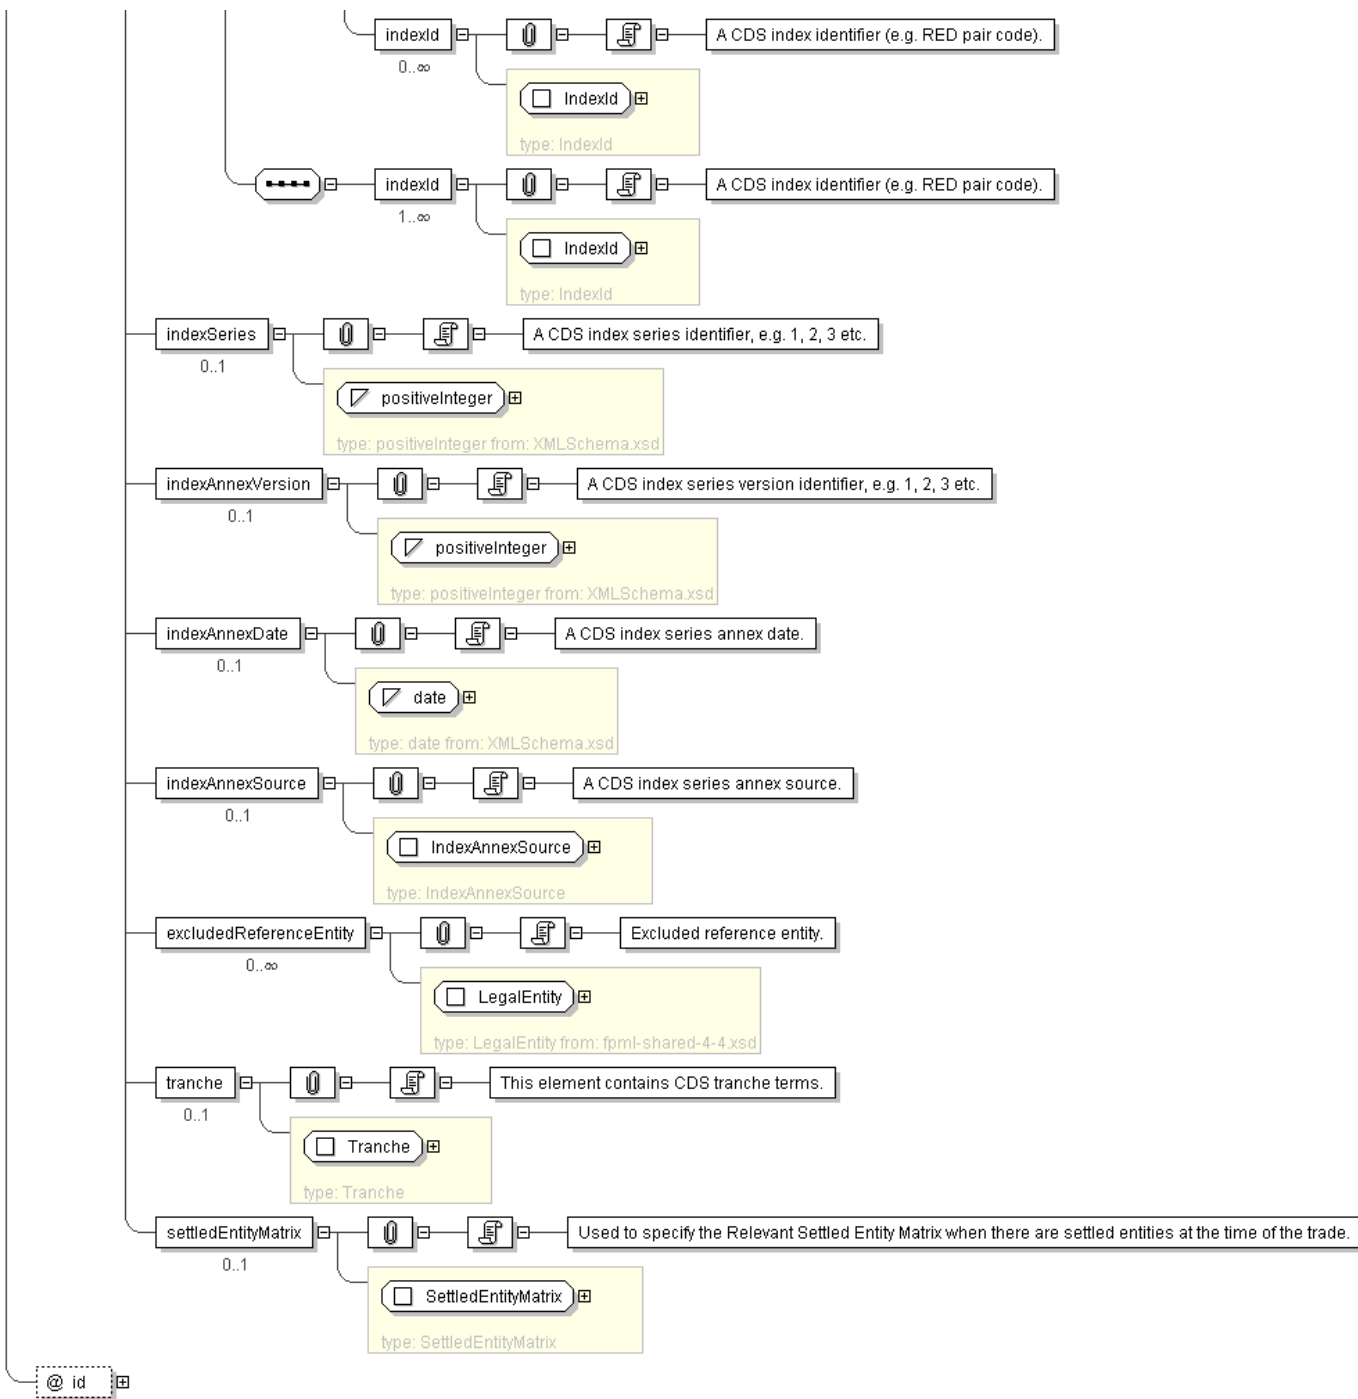 indexId
A CDS index identifier (e.g. RED pair code).
0..∞
IndexId
type: IndexId
indexId
A CDS index identifier (e.g. RED pair code).
1..∞
IndexId
type: IndexId
indexSeries
A CDS index series identifier, e.g. 1, 2, 3 etc.
0..1
positiveInteger
type: positiveInteger from: XMLSchema.xsd
indexAnnexVersion
A CDS index series version identifier, e.g. 1, 2, 3 etc.
0..1
positiveInteger
type: positiveInteger from: XMLSchema.xsd
indexAnnexDate
A CDS index series annex date.
0..1
date
type: date from: XMLSchema.xsd
indexAnnexSource
A CDS index series annex source.
0..1
IndexAnnexSource
type: IndexAnnexSource
excludedReferenceEntity
Excluded reference entity.
0..∞
LegalEntity
type: LegalEntity from: fpml-shared-4-4.xsd
tranche
This element contains CDS tranche terms.
0..1
Tranche
type: Tranche
settledEntityMatrix
Used to specify the Relevant Settled Entity Matrix when there are settled entities at the time of the trade.
0..1
SettledEntityMatrix
type: SettledEntityMatrix
@ id